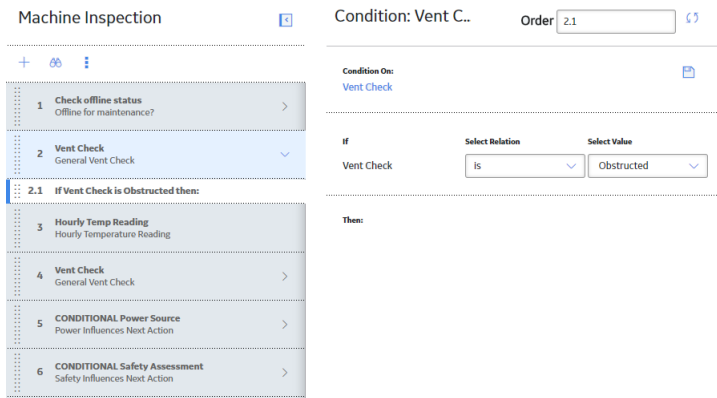 Machine Inspection
1 Check offline status
Offline for maintenance?
2 Vent Check
General Vent Check
2.1 If Vent Check is Obstructed then:
3 Hourly Temp Reading
Hourly Temperature Reading
4 Vent Check
General Vent Check
5 CONDITIONAL Power Source
Power Influences Next Action
6 CONDITIONAL Safety Assessment
Safety Influences Next Action
Condition: Vent C.. Order 2.1
Condition On:
Vent Check
If Select Relation Select Value
Vent Check is Obstructed
Then: